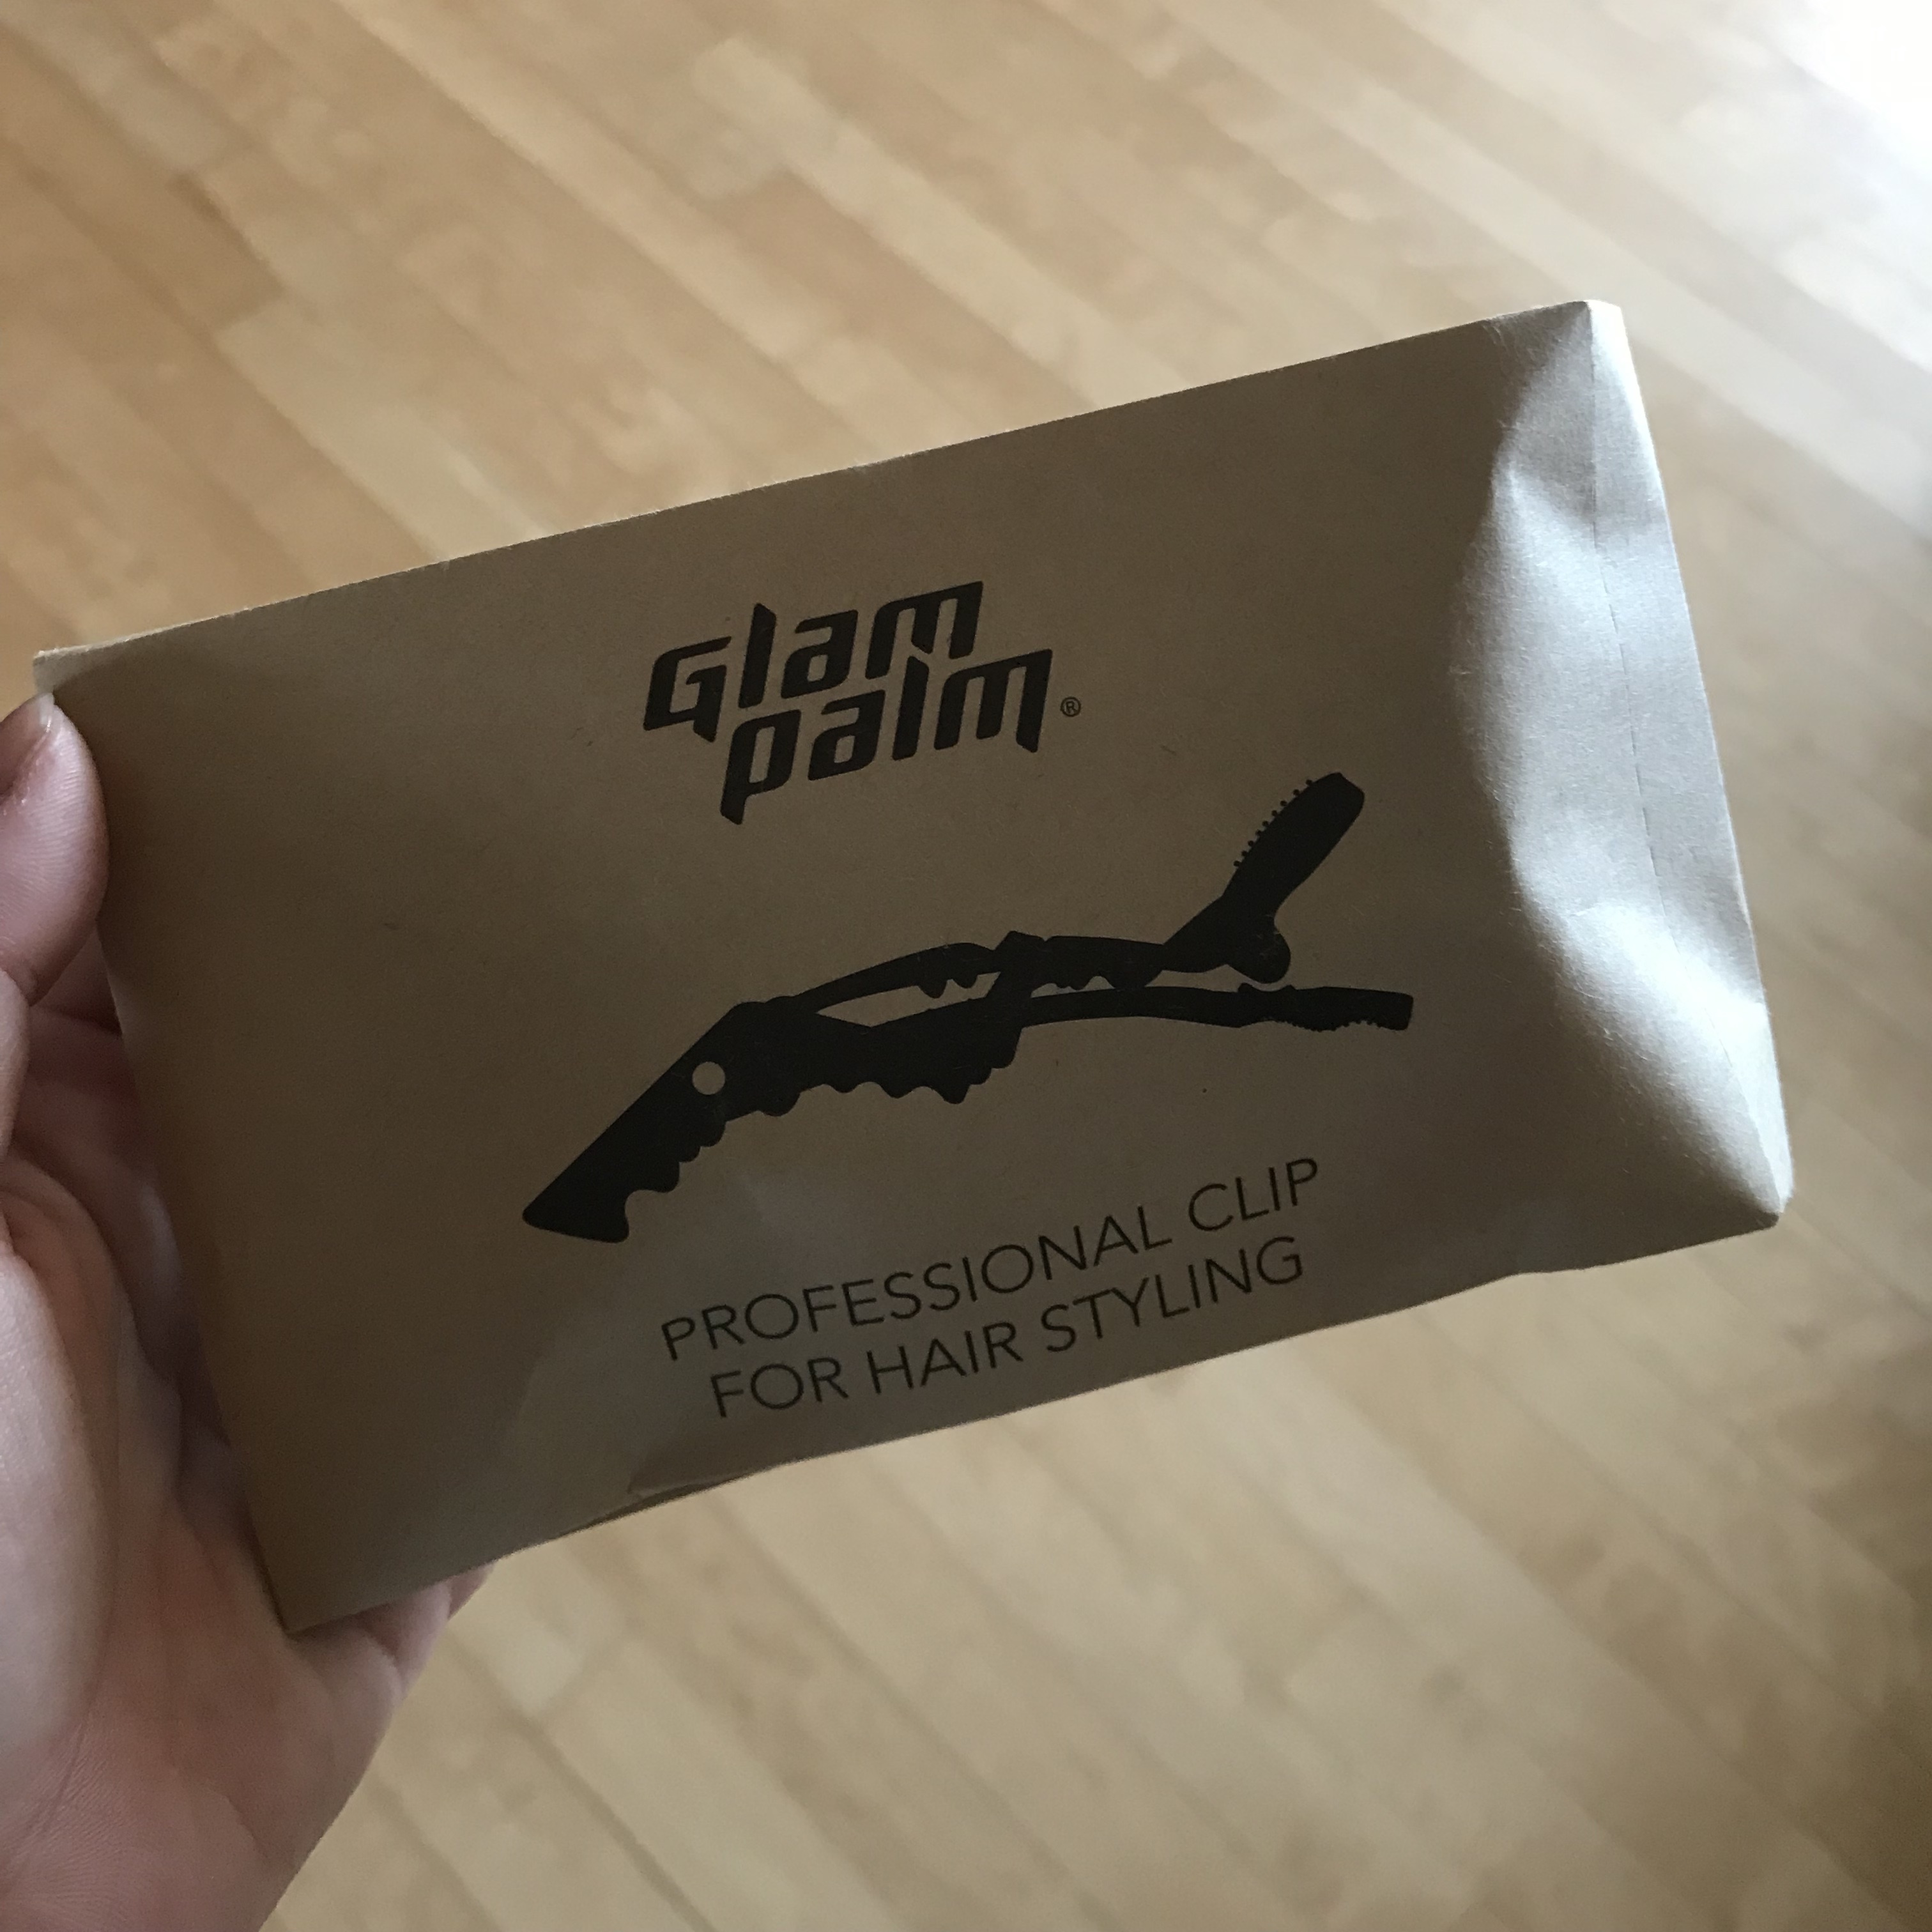 Glam
palm®
PROFESSIONAL CLIP
FOR HAIR STYLING